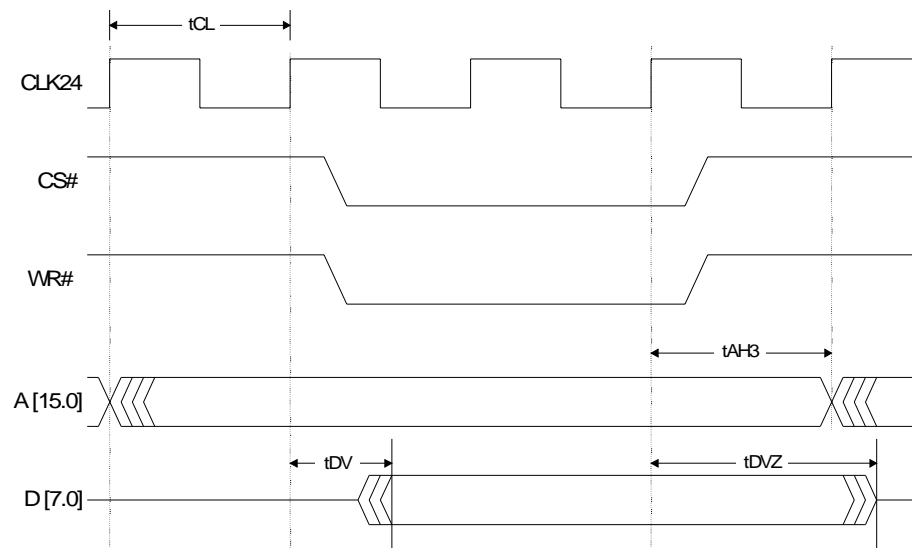 tCL
CLK24
CS#
WR#
tAH3
A [15.0]
tDV
tDVZ
D [7.0]